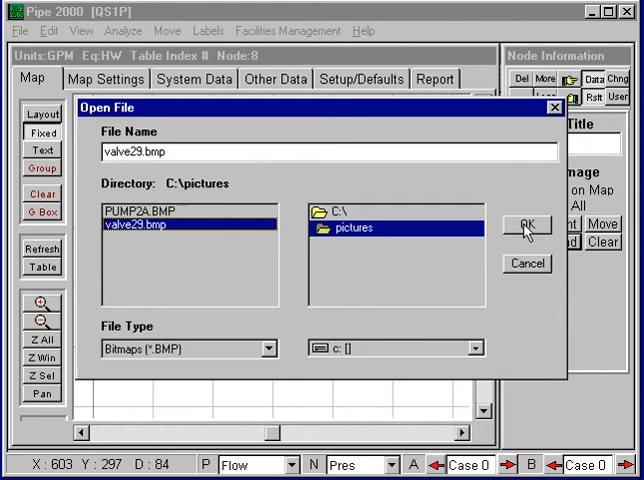 Pipe 2000 [QS1P]
File Edit View Analyze Move Labels Facilities Management Help
Units:GPM Eq:HW Table Index # Node:8
Node Information
Map Map Settings System Data Other Data Setup/Defaults Report
Del More Data Chng
Rslt User
Layout
Fixed
Text
Group
Clear
G Box
Refresh
Table
Z All
Z Win
Z Sel
Pan
Open File
File Name
valve29.bmp
Directory: C:\pictures
PUMP2A.BMP
valve29.bmp
C:\
pictures
OK
Cancel
File Type
Bitmaps (*.BMP)
c: []
Title
on Map
All
Move
Clear
X : 603 Y : 297 D : 84 P Flow N Pres A Case 0 B Case 0